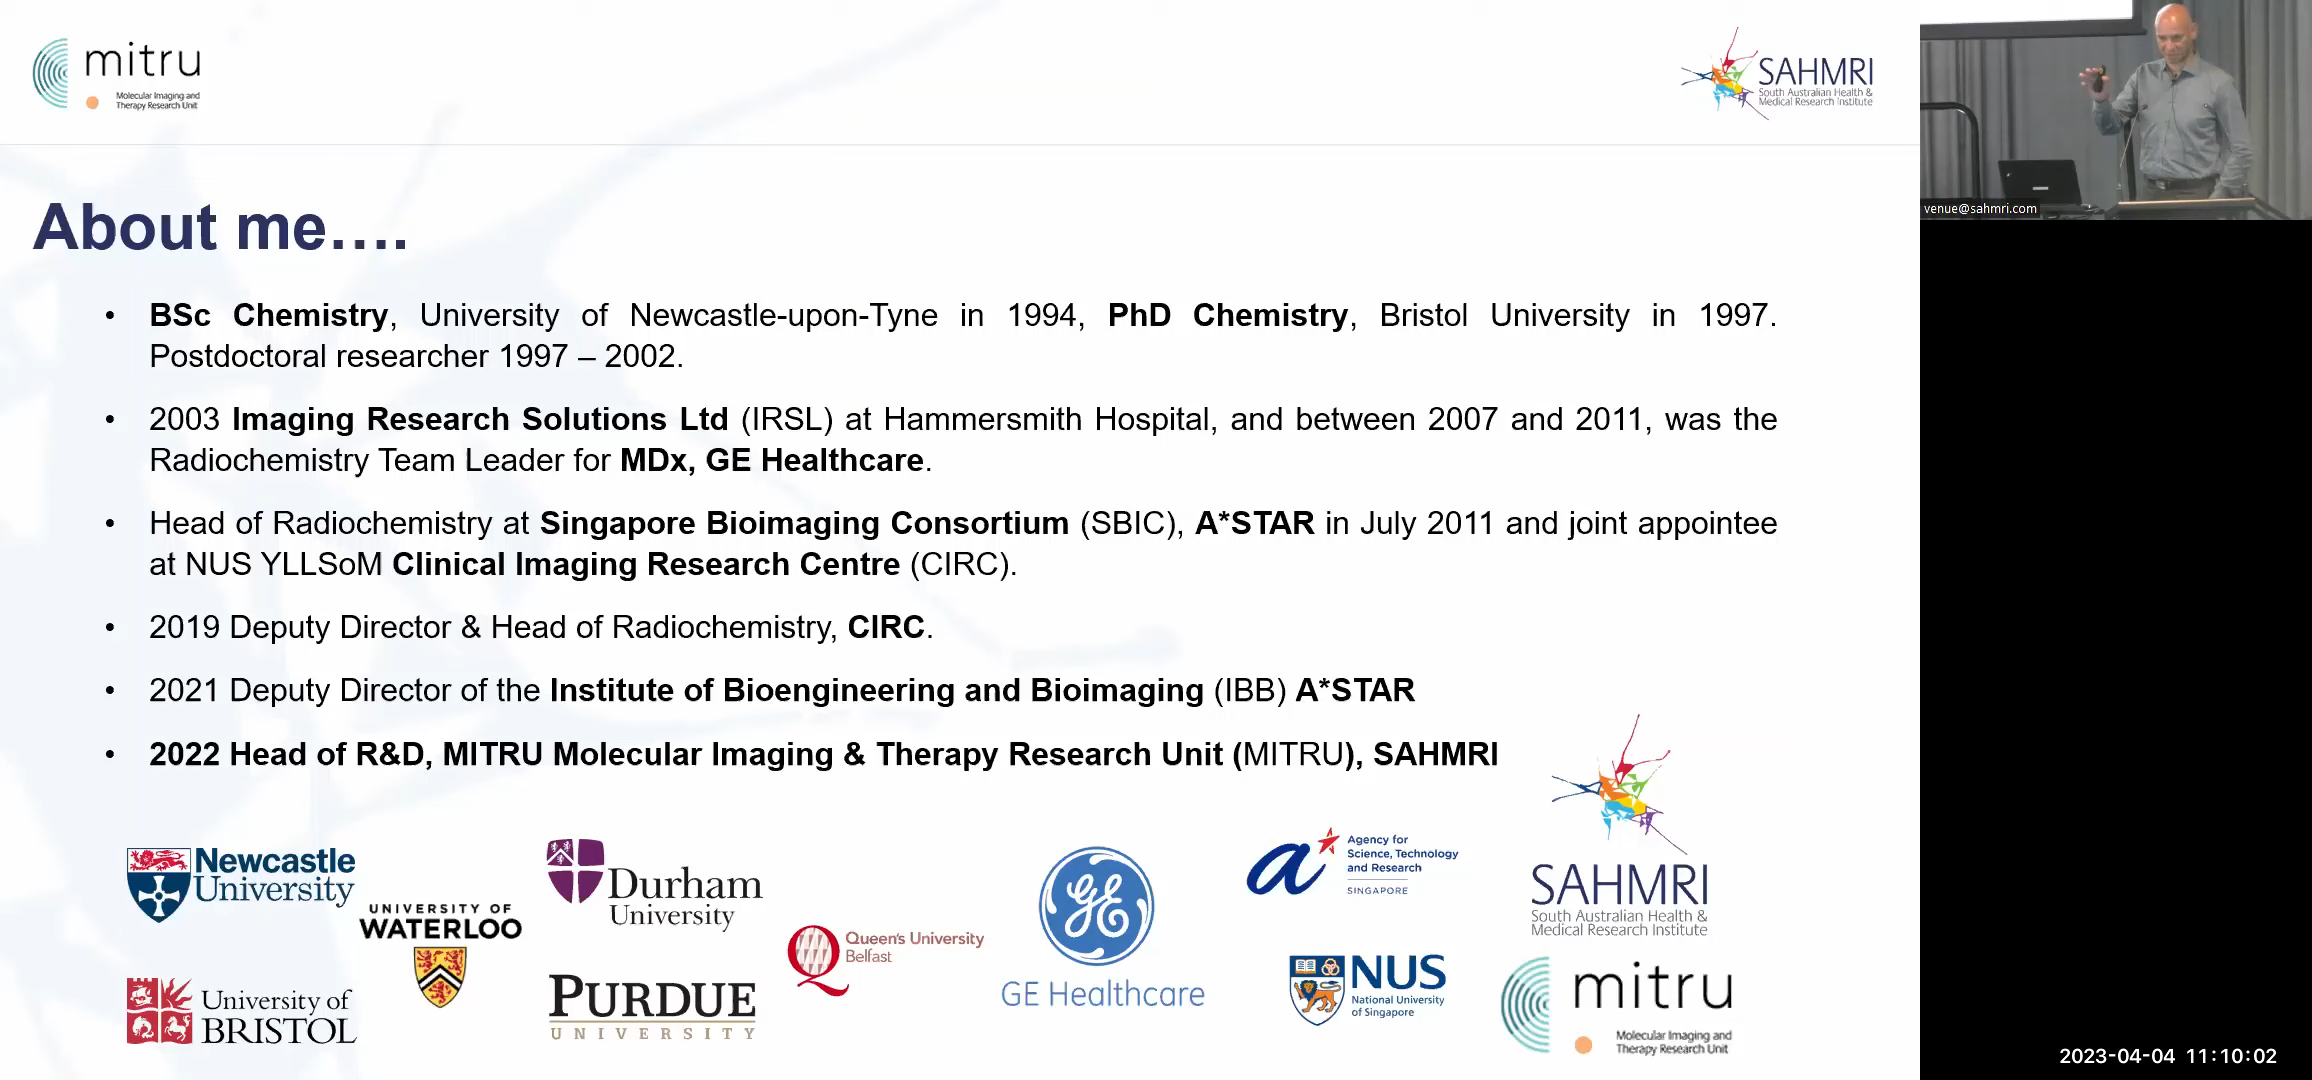 mitru
Molecular Imaging and
Therapy Research Unit
SAHMRI
South Australian Health &
Medical Research Institute
venue@sahmri.com
About me….
• BSc Chemistry, University of Newcastle-upon-Tyne in 1994, PhD Chemistry, Bristol University in 1997.
Postdoctoral researcher 1997 – 2002.
• 2003 Imaging Research Solutions Ltd (IRSL) at Hammersmith Hospital, and between 2007 and 2011, was the
Radiochemistry Team Leader for MDx, GE Healthcare.
• Head of Radiochemistry at Singapore Bioimaging Consortium (SBIC), A*STAR in July 2011 and joint appointee
at NUS YLLSoM Clinical Imaging Research Centre (CIRC).
• 2019 Deputy Director & Head of Radiochemistry, CIRC.
• 2021 Deputy Director of the Institute of Bioengineering and Bioimaging (IBB) A*STAR
• 2022 Head of R&D, MITRU Molecular Imaging & Therapy Research Unit (MITRU), SAHMRI
Newcastle
University
UNIVERSITY OF
WATERLOO
Durham
University
Queen's University
Belfast
GE
GE Healthcare
a
Agency for
Science, Technology
and Research
SINGAPORE
SAHMRI
South Australian Health &
Medical Research Institute
University of
BRISTOL
PURDUE
UNIVERSITY
NUS
National University
of Singapore
mitru
Molecular Imaging and
Therapy Research Unit
2023-04-04 11:10:02